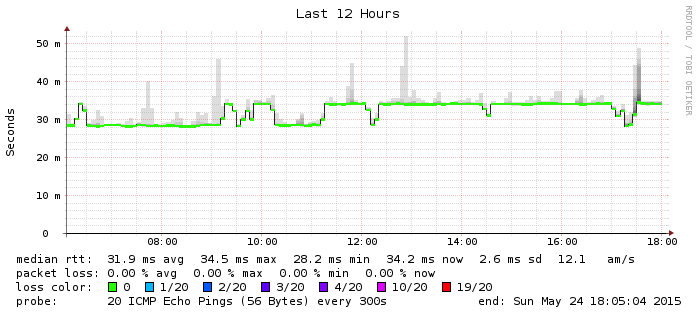 Last 12 Hours
RRDTOOL / TOBI OETIKER
Seconds
50 m
40 m
30 m
20 m
10 m
0
08:00 10:00 12:00 14:00 16:00 18:00
median rtt: 31.9 ms avg 34.5 ms max 28.2 ms min 34.2 ms now 2.6 ms sd 12.1 am/s
packet loss: 0.00 % avg 0.00 % max 0.00 % min 0.00 % now
loss color: 0 1/20 2/20 3/20 4/20 10/20 19/20
probe: 20 ICMP Echo Pings (56 Bytes) every 300s end: Sun May 24 18:05:04 2015